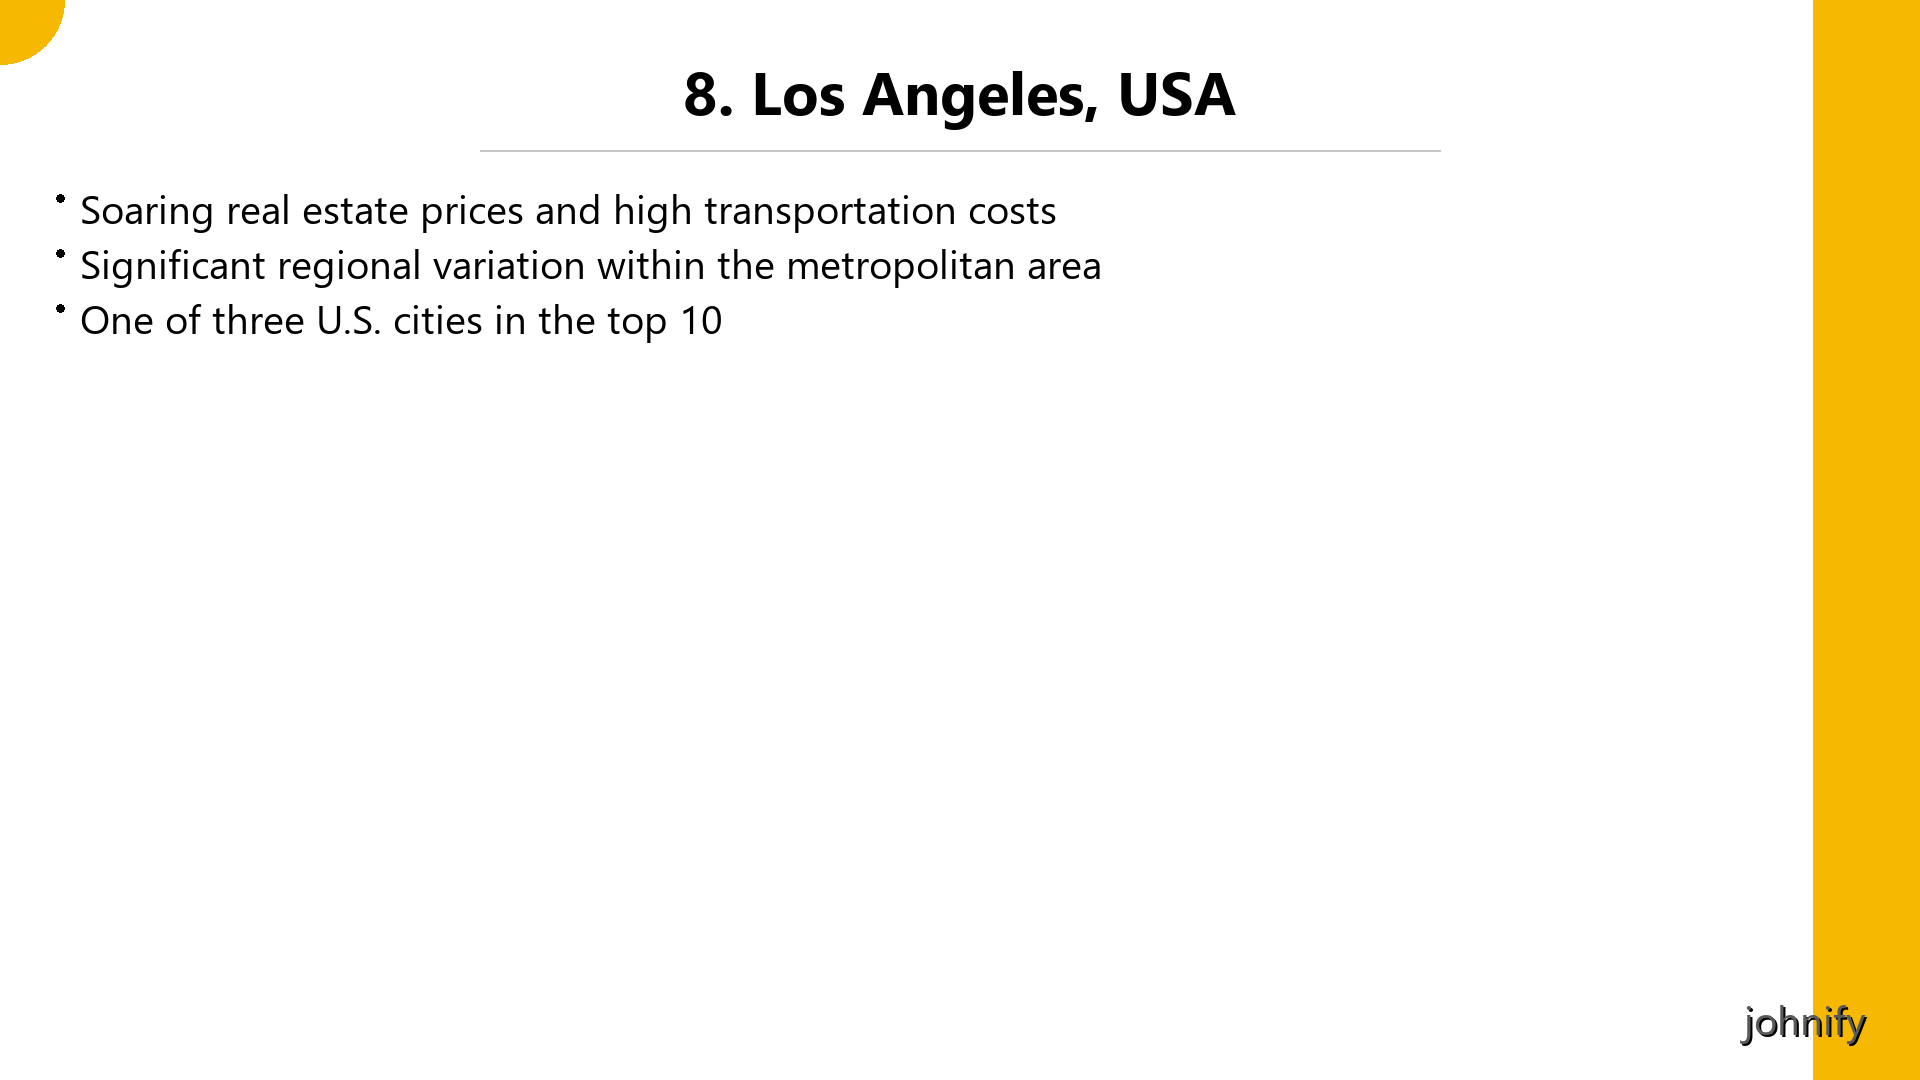 8. Los Angeles, USA
• Soaring real estate prices and high transportation costs
• Significant regional variation within the metropolitan area
• One of three U.S. cities in the top 10
johnify